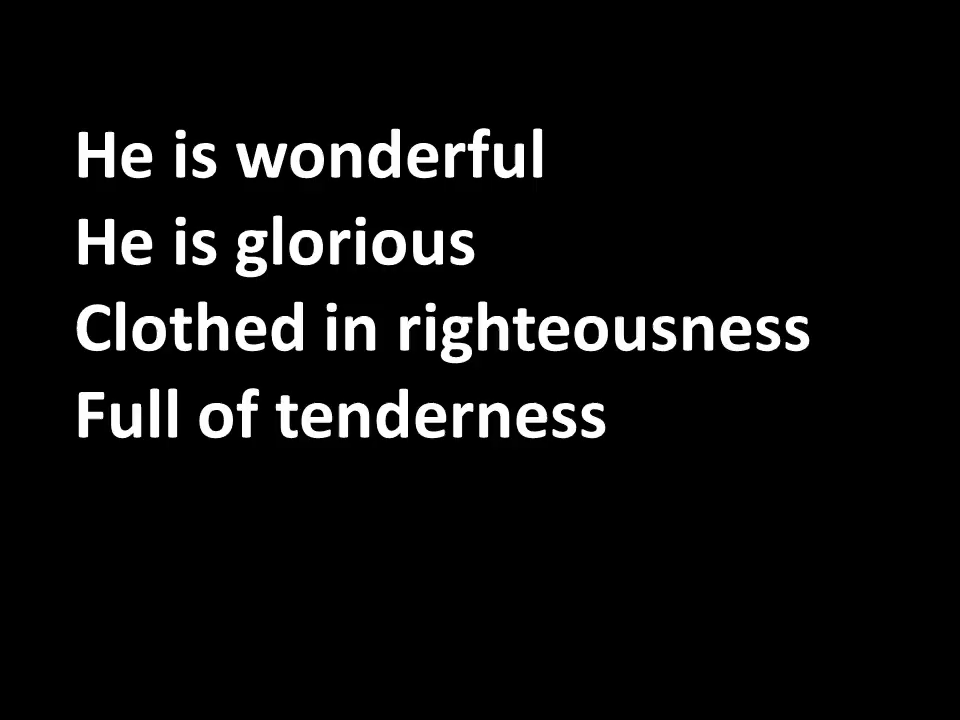 He is wonderful
He is glorious
Clothed in righteousness
Full of tenderness